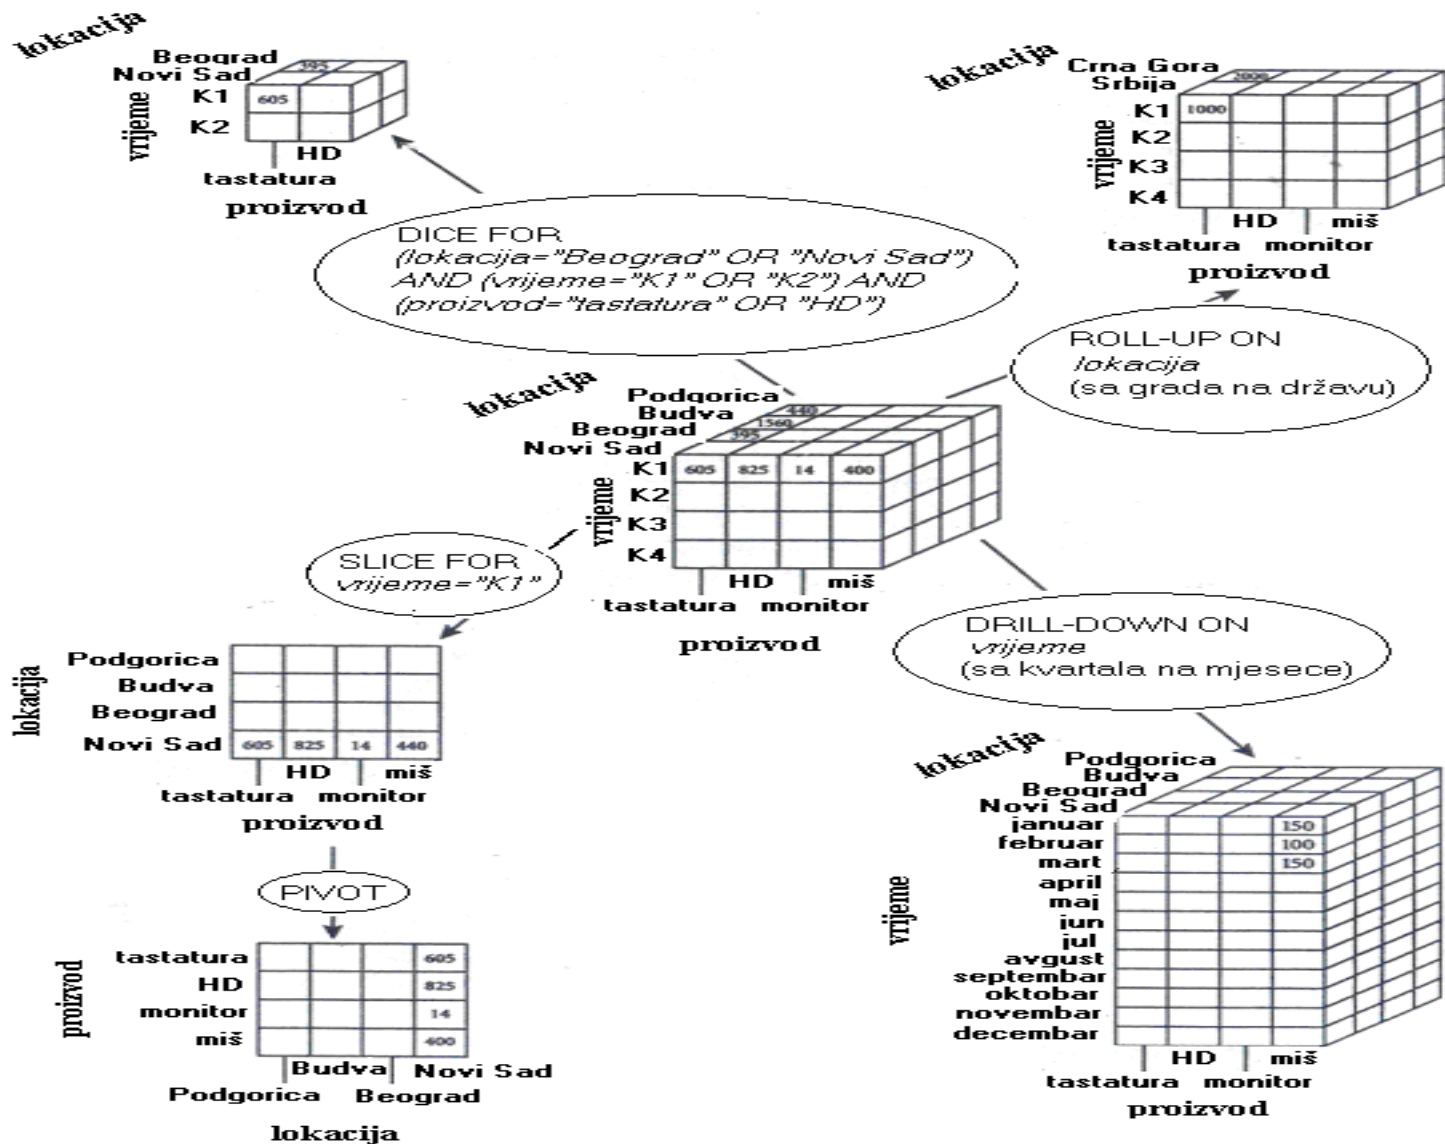 lokacija
Beograd
Novi Sad
395
K1
605
K2
vrijeme
HD
tastatura
proizvod
lokacija
Crna Gora
Srbija
2000
K1
1000
K2
K3
K4
vrijeme
HD miš
tastatura monitor
proizvod
DICE FOR
(lokacija="Beograd" OR "Novi Sad")
AND (vrijeme="K1" OR "K2") AND
(proizvod="tastatura" OR "HD")
ROLL-UP ON
lokacija
(sa grada na državu)
lokacija
Podgorica
440
Budva
1560
Beograd
395
Novi Sad
K1 605 825 14 400
K2
K3
K4
vrijeme
HD miš
tastatura monitor
proizvod
SLICE FOR
vrijeme="K1"
DRILL-DOWN ON
vrijeme
(sa kvartala na mjesece)
lokacija
Podgorica
Budva
Beograd
Novi Sad 605 825 14 440
HD miš
tastatura monitor
proizvod
PIVOT
proizvod
tastatura 605
HD 825
monitor 14
miš 400
Budva Novi Sad
Podgorica Beograd
lokacija
lokacija
Podgorica
Budva
Beograd
Novi Sad
januar 150
februar 100
mart 150
april
maj
jun
jul
avgust
septembar
oktobar
novembar
decembar
vrijeme
HD miš
tastatura monitor
proizvod